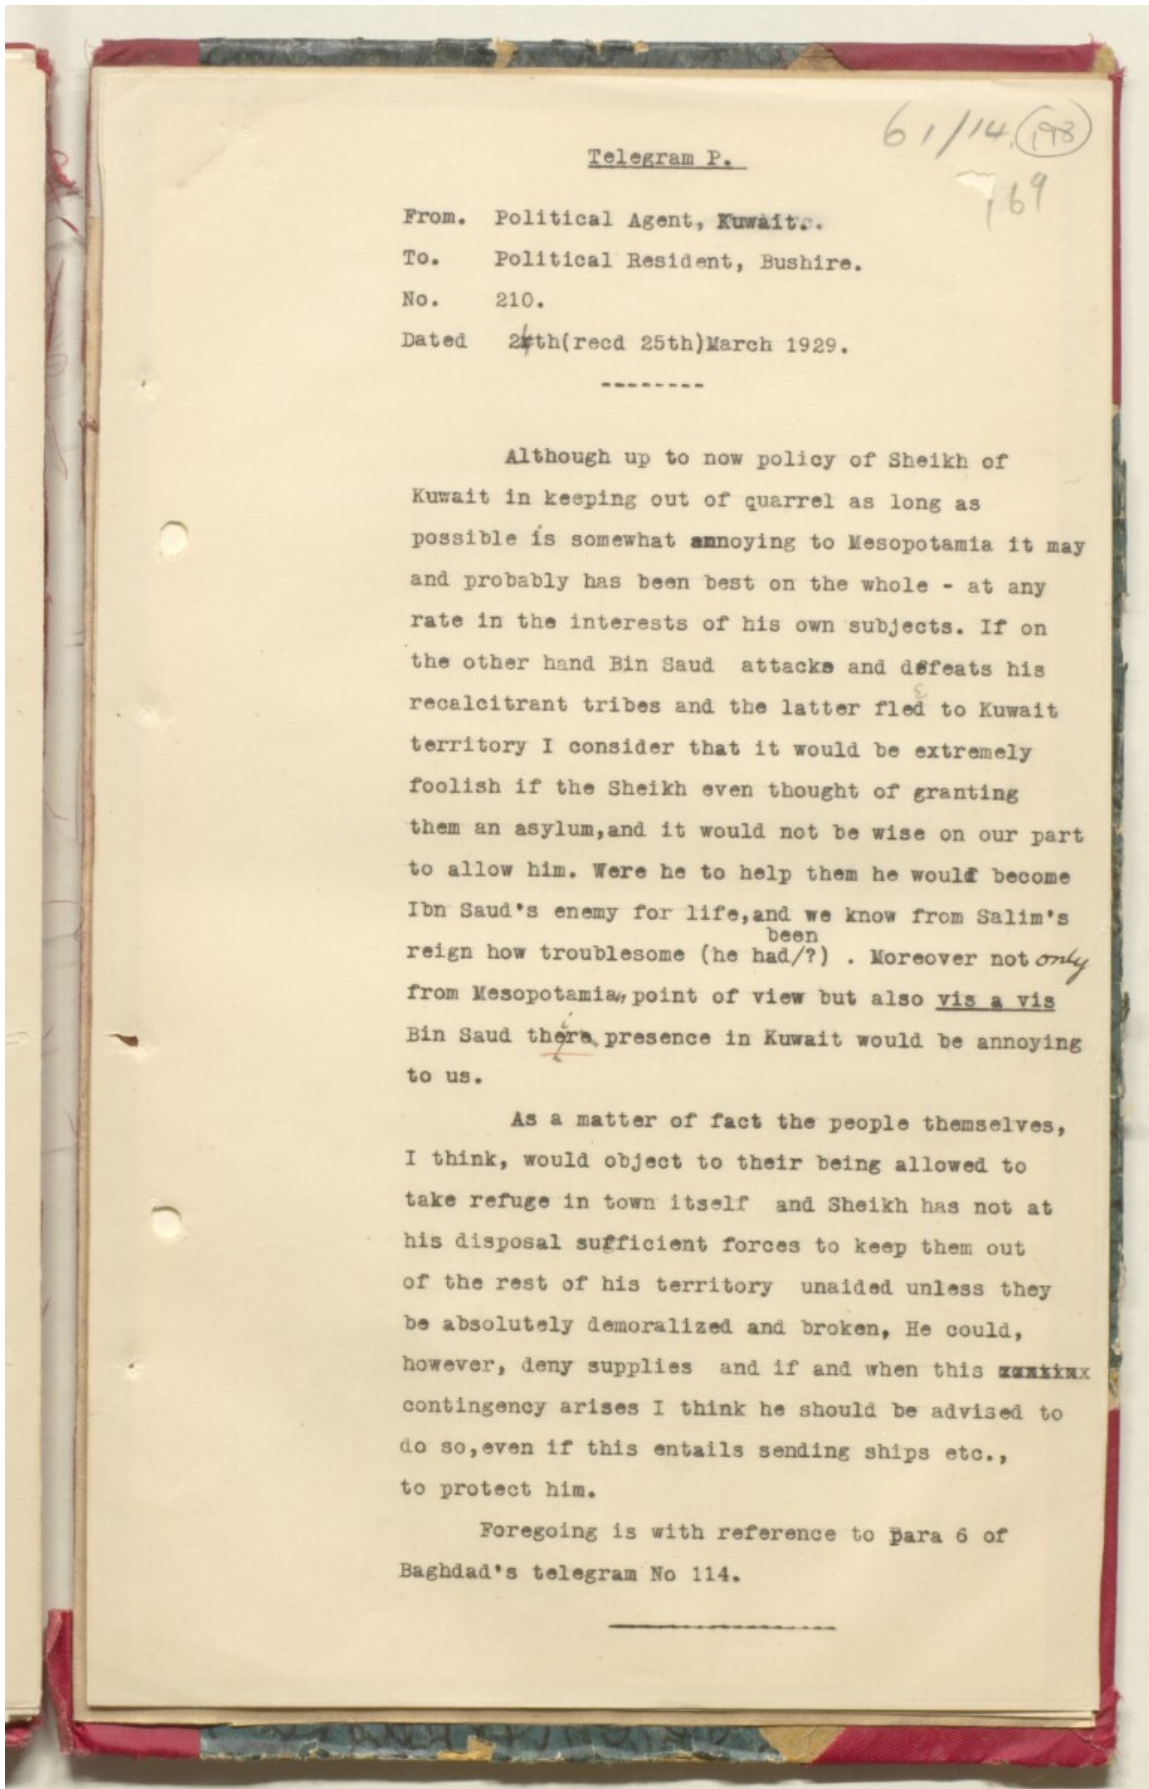 61/14. 198
169
Telegram P.
From. Political Agent, Kuwait.
To. Political Resident, Bushire.
No. 210.
Dated 24th(recd 25th)March 1929.
--------
Although up to now policy of Sheikh of
Kuwait in keeping out of quarrel as long as
possible is somewhat annoying to Mesopotamia it may
and probably has been best on the whole - at any
rate in the interests of his own subjects. If on
the other hand Bin Saud attacks and defeats his
recalcitrant tribes and the latter fled to Kuwait
territory I consider that it would be extremely
foolish if the Sheikh even thought of granting
them an asylum,and it would not be wise on our part
to allow him. Were he to help them he would become
Ibn Saud's enemy for life,and we know from Salim's
been
reign how troublesome (he had/?) . Moreover not only
from Mesopotamia,, point of view but also vis a vis
Bin Saud their presence in Kuwait would be annoying
to us.
As a matter of fact the people themselves,
I think, would object to their being allowed to
take refuge in town itself and Sheikh has not at
his disposal sufficient forces to keep them out
of the rest of his territory unaided unless they
be absolutely demoralized and broken, He could,
however, deny supplies and if and when this
contingency arises I think he should be advised to
do so,even if this entails sending ships etc.,
to protect him.
Foregoing is with reference to para 6 of
Baghdad's telegram No 114.